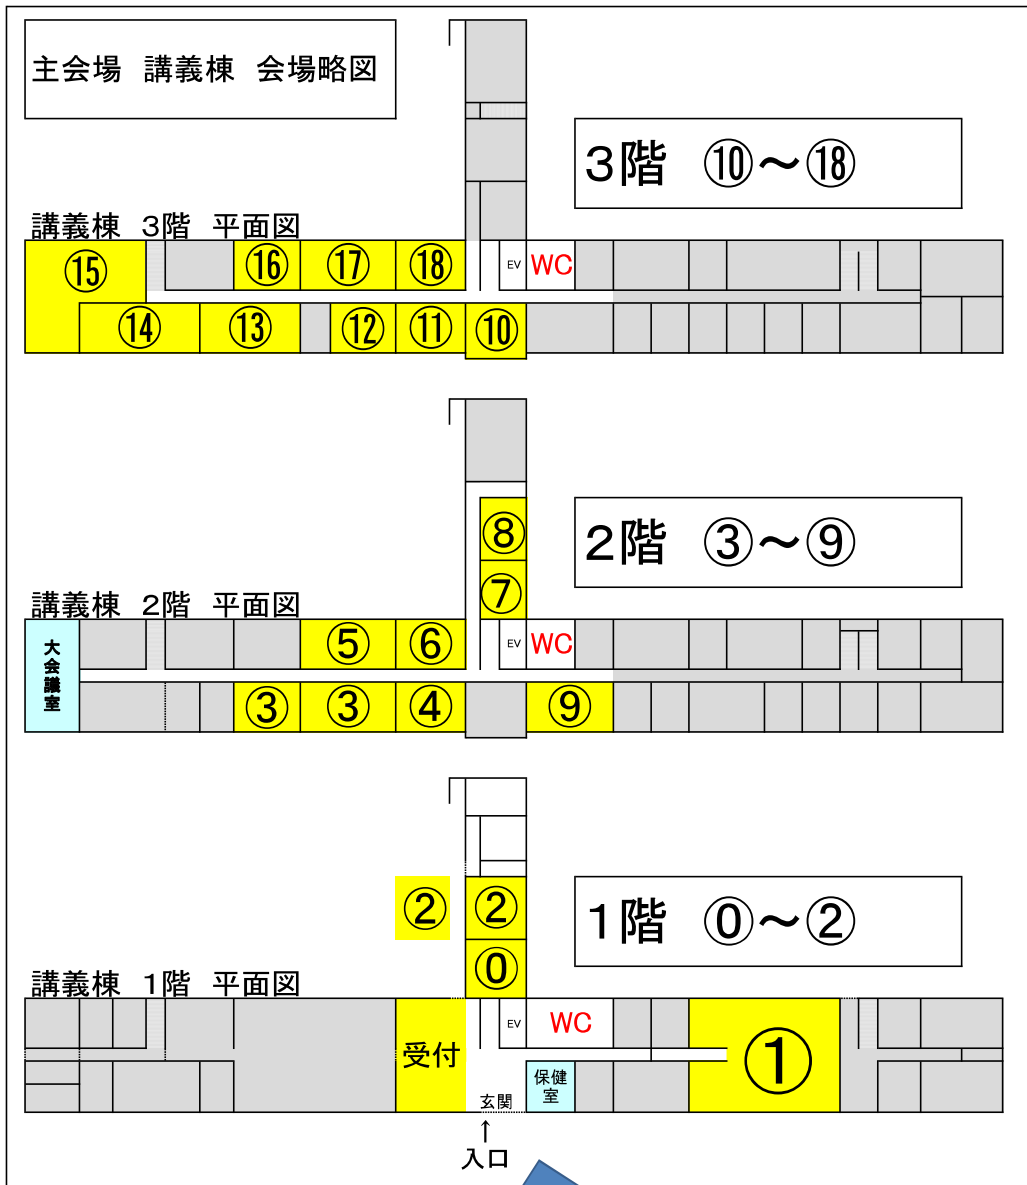 主会場 講義棟 会場略図
3階 ⑩～⑱
講義棟 3階 平面図
⑮ ⑯ ⑰ ⑱ EV WC
⑭ ⑬ ⑫ ⑪ ⑩
2階 ③～⑨
⑧
⑦
講義棟 2階 平面図
大会議室
⑤ ⑥ EV WC
③ ③ ④ ⑨
1階 ⓪～②
② ②
⓪
講義棟 1階 平面図
受付
EV WC
①
保健室
玄関
↑
入口